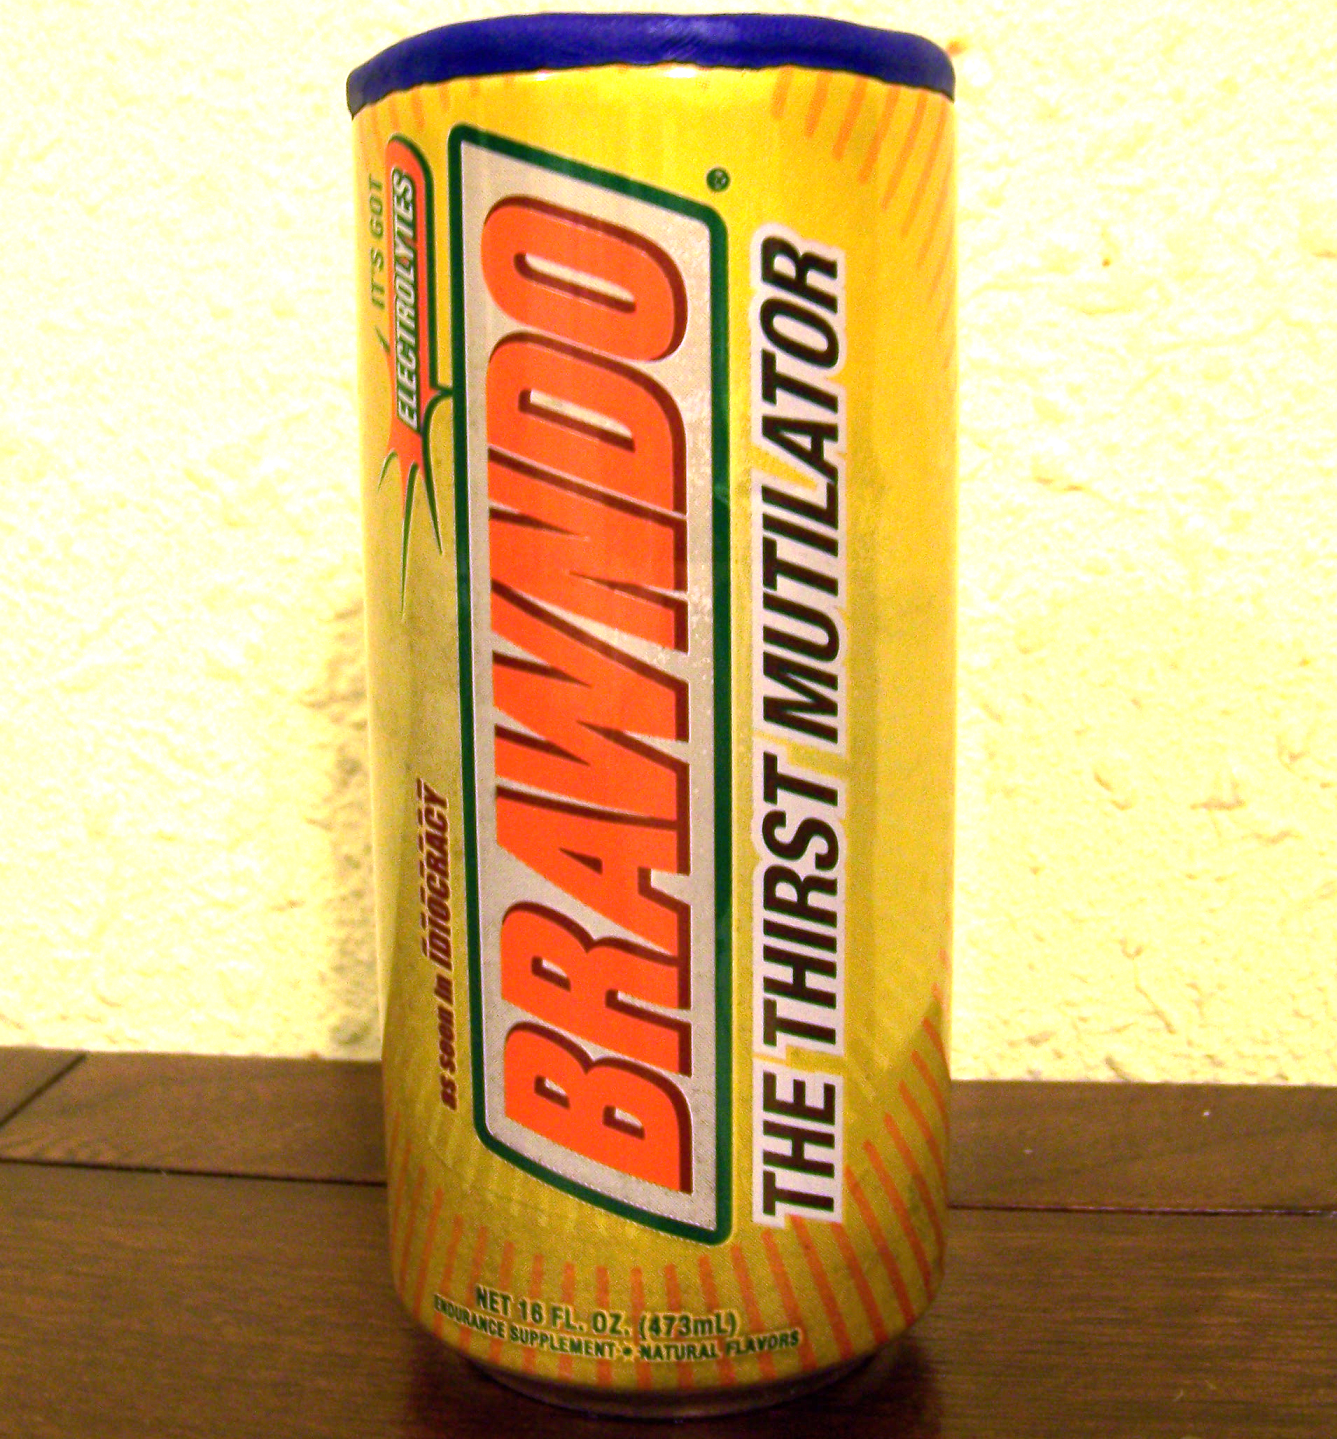 IT'S GOT
ELECTROLYTES
as seen in IDIOCRACY
BRAWNDO®
THE THIRST MUTILATOR
NET 16 FL. OZ. (473mL)
ENDURANCE SUPPLEMENT • NATURAL FLAVORS